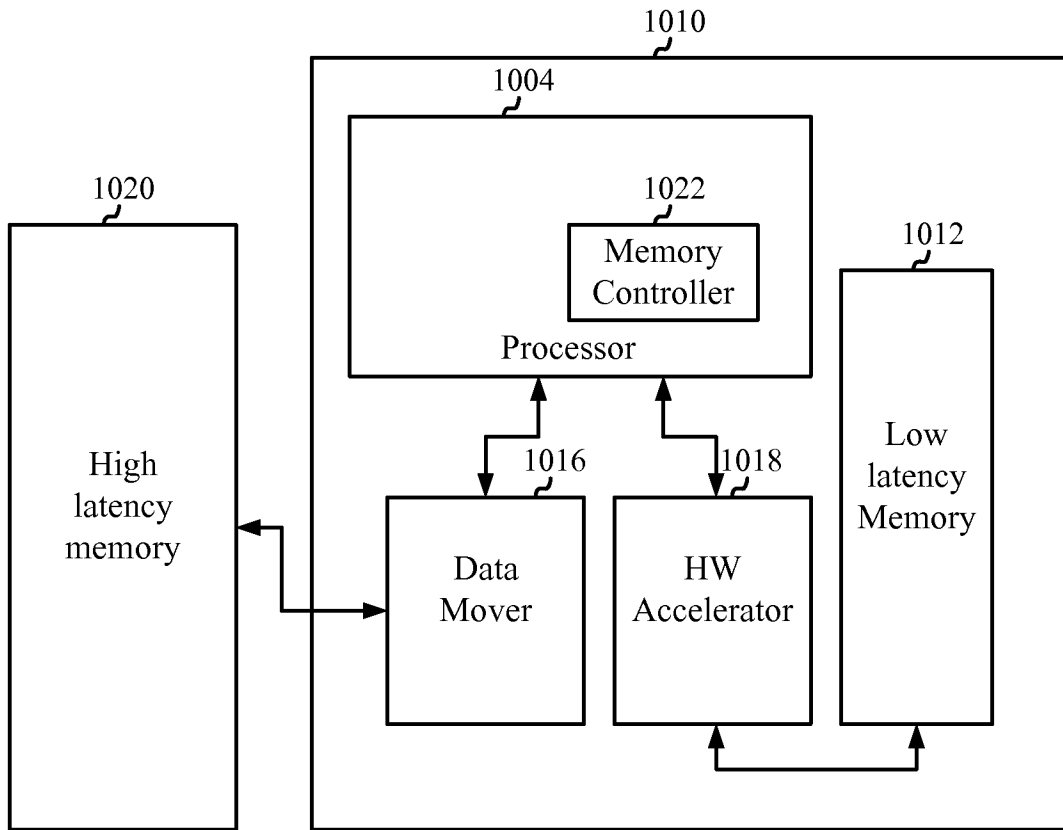 1010
1004
1020
1022
Memory
Controller
1012
Processor
High
latency
memory
1016
1018
Low
latency
Memory
Data
Mover
HW
Accelerator